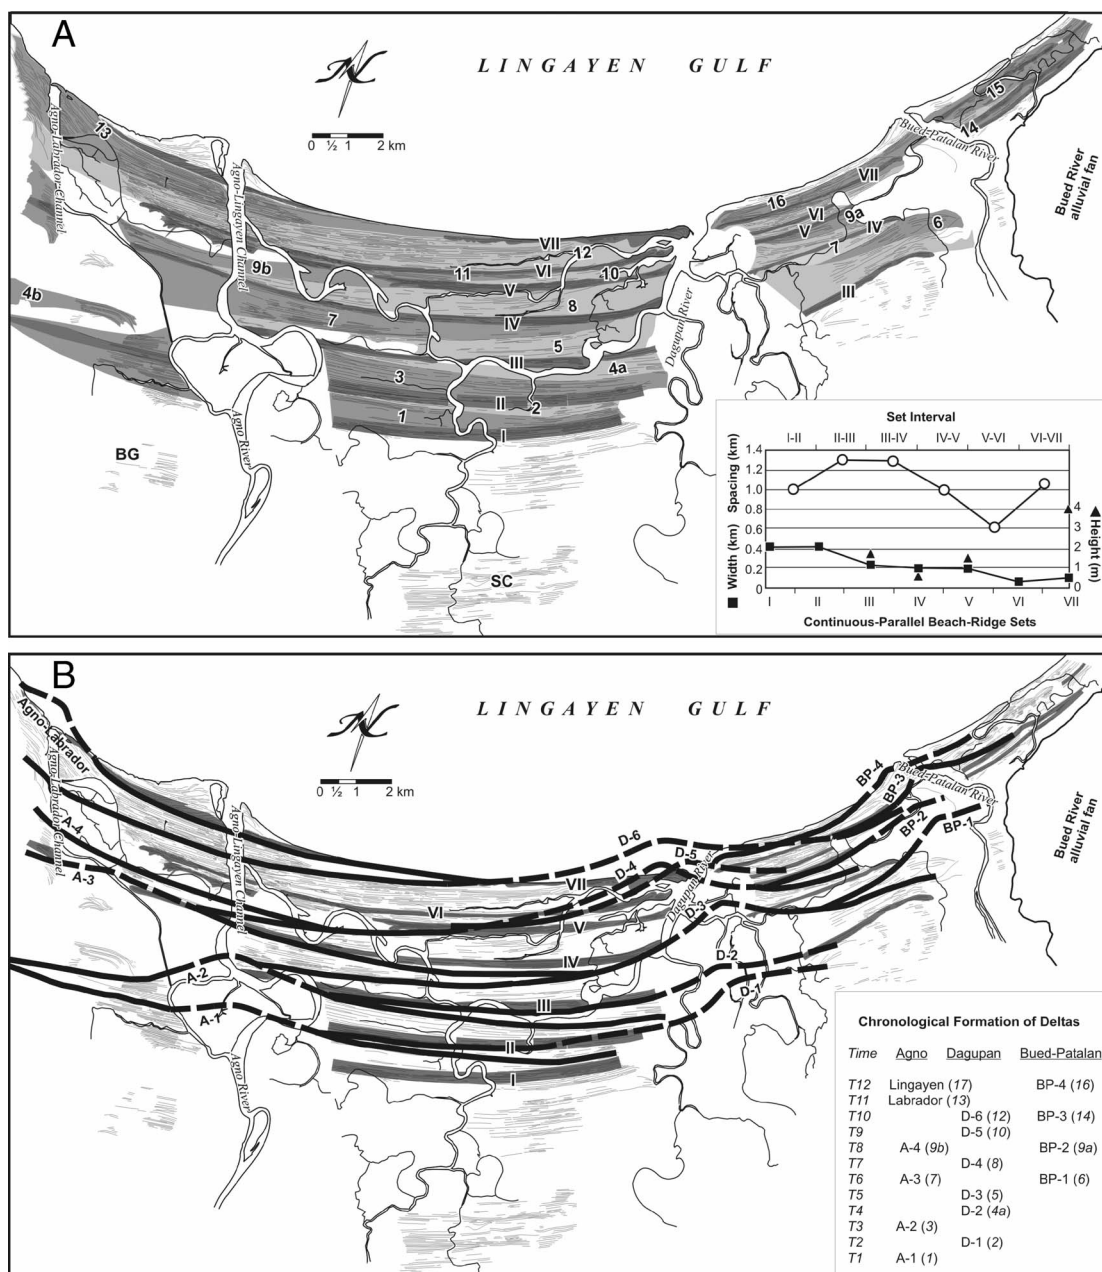 A
LINGAYEN GULF
0 ½ 1 2 km
Agno-Labrador-Channel
Agno-Lingayen Channel
Bued-Patalan River
Bued River
alluvial fan
Dagupan River
Agno River
13
15
14
VII
16
VI
9a
V
IV
6
7
III
VII
12
11
VI
10
9b
V
8
4b
IV
7
5
III
4a
3
II
2
1
I
BG
SC
Set Interval
I-II II-III III-IV IV-V V-VI VI-VII
Spacing (km)
1.4
1.2
1.0
0.8
0.6
0.4
0.2
0
Width (km)
4
3
2
1
0
Height (m)
I II III IV V VI VII
Continuous-Parallel Beach-Ridge Sets
B
LINGAYEN GULF
0 ½ 1 2 km
Agno-Labrador
Agno-Labrador Channel
Agno-Lingayen Channel
Bued-Patalan River
Bued River
alluvial fan
Dagupan River
Agno River
A-4
A-3
A-2
A-1
D-6
D-5
D-4
D-3
D-2
D-1
BP-4
BP-3
BP-2
BP-1
VII
VI
V
IV
III
II
I
Chronological Formation of Deltas
Time Agno Dagupan Bued-Patalan
T12 Lingayen (17) BP-4 (16)
T11 Labrador (13)
T10 D-6 (12) BP-3 (14)
T9 D-5 (10)
T8 A-4 (9b) BP-2 (9a)
T7 D-4 (8)
T6 A-3 (7) BP-1 (6)
T5 D-3 (5)
T4 D-2 (4a)
T3 A-2 (3)
T2 D-1 (2)
T1 A-1 (1)